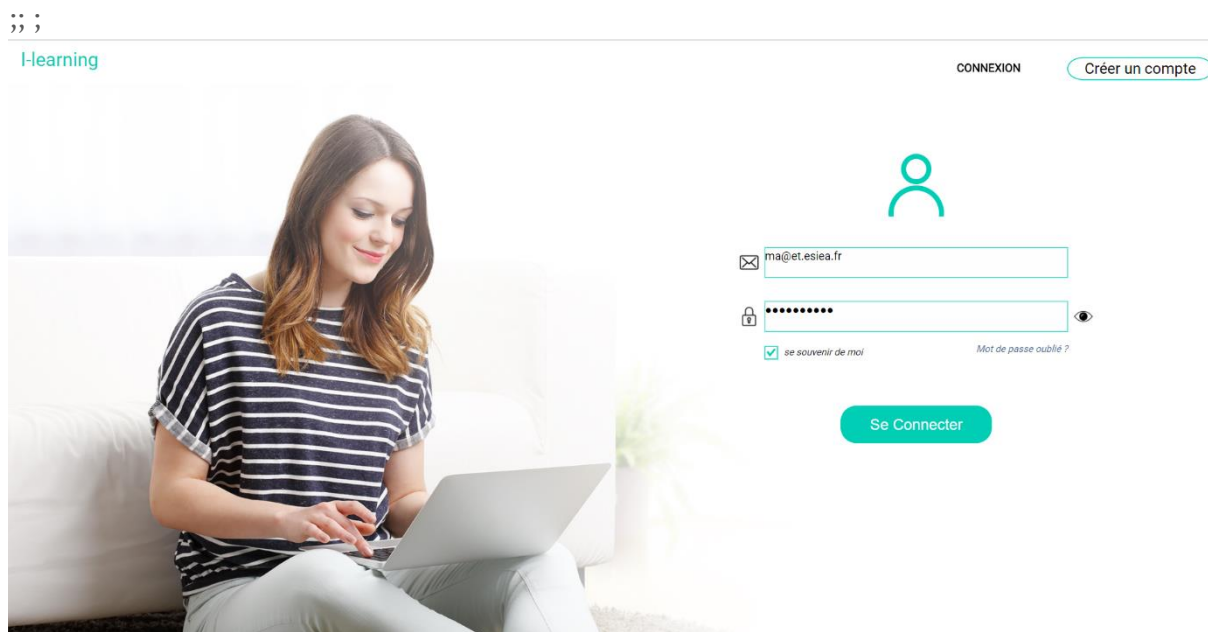 ;; ;
I-learning
CONNEXION
Créer un compte
ma@et.esiea.fr
••••••••••
se souvenir de moi
Mot de passe oublié ?
Se Connecter